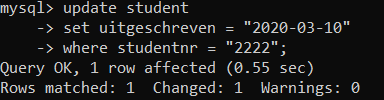 mysql> update student
    -> set uitgeschreven = "2020-03-10"
    -> where studentnr = "2222";
Query OK, 1 row affected (0.55 sec)
Rows matched: 1  Changed: 1  Warnings: 0